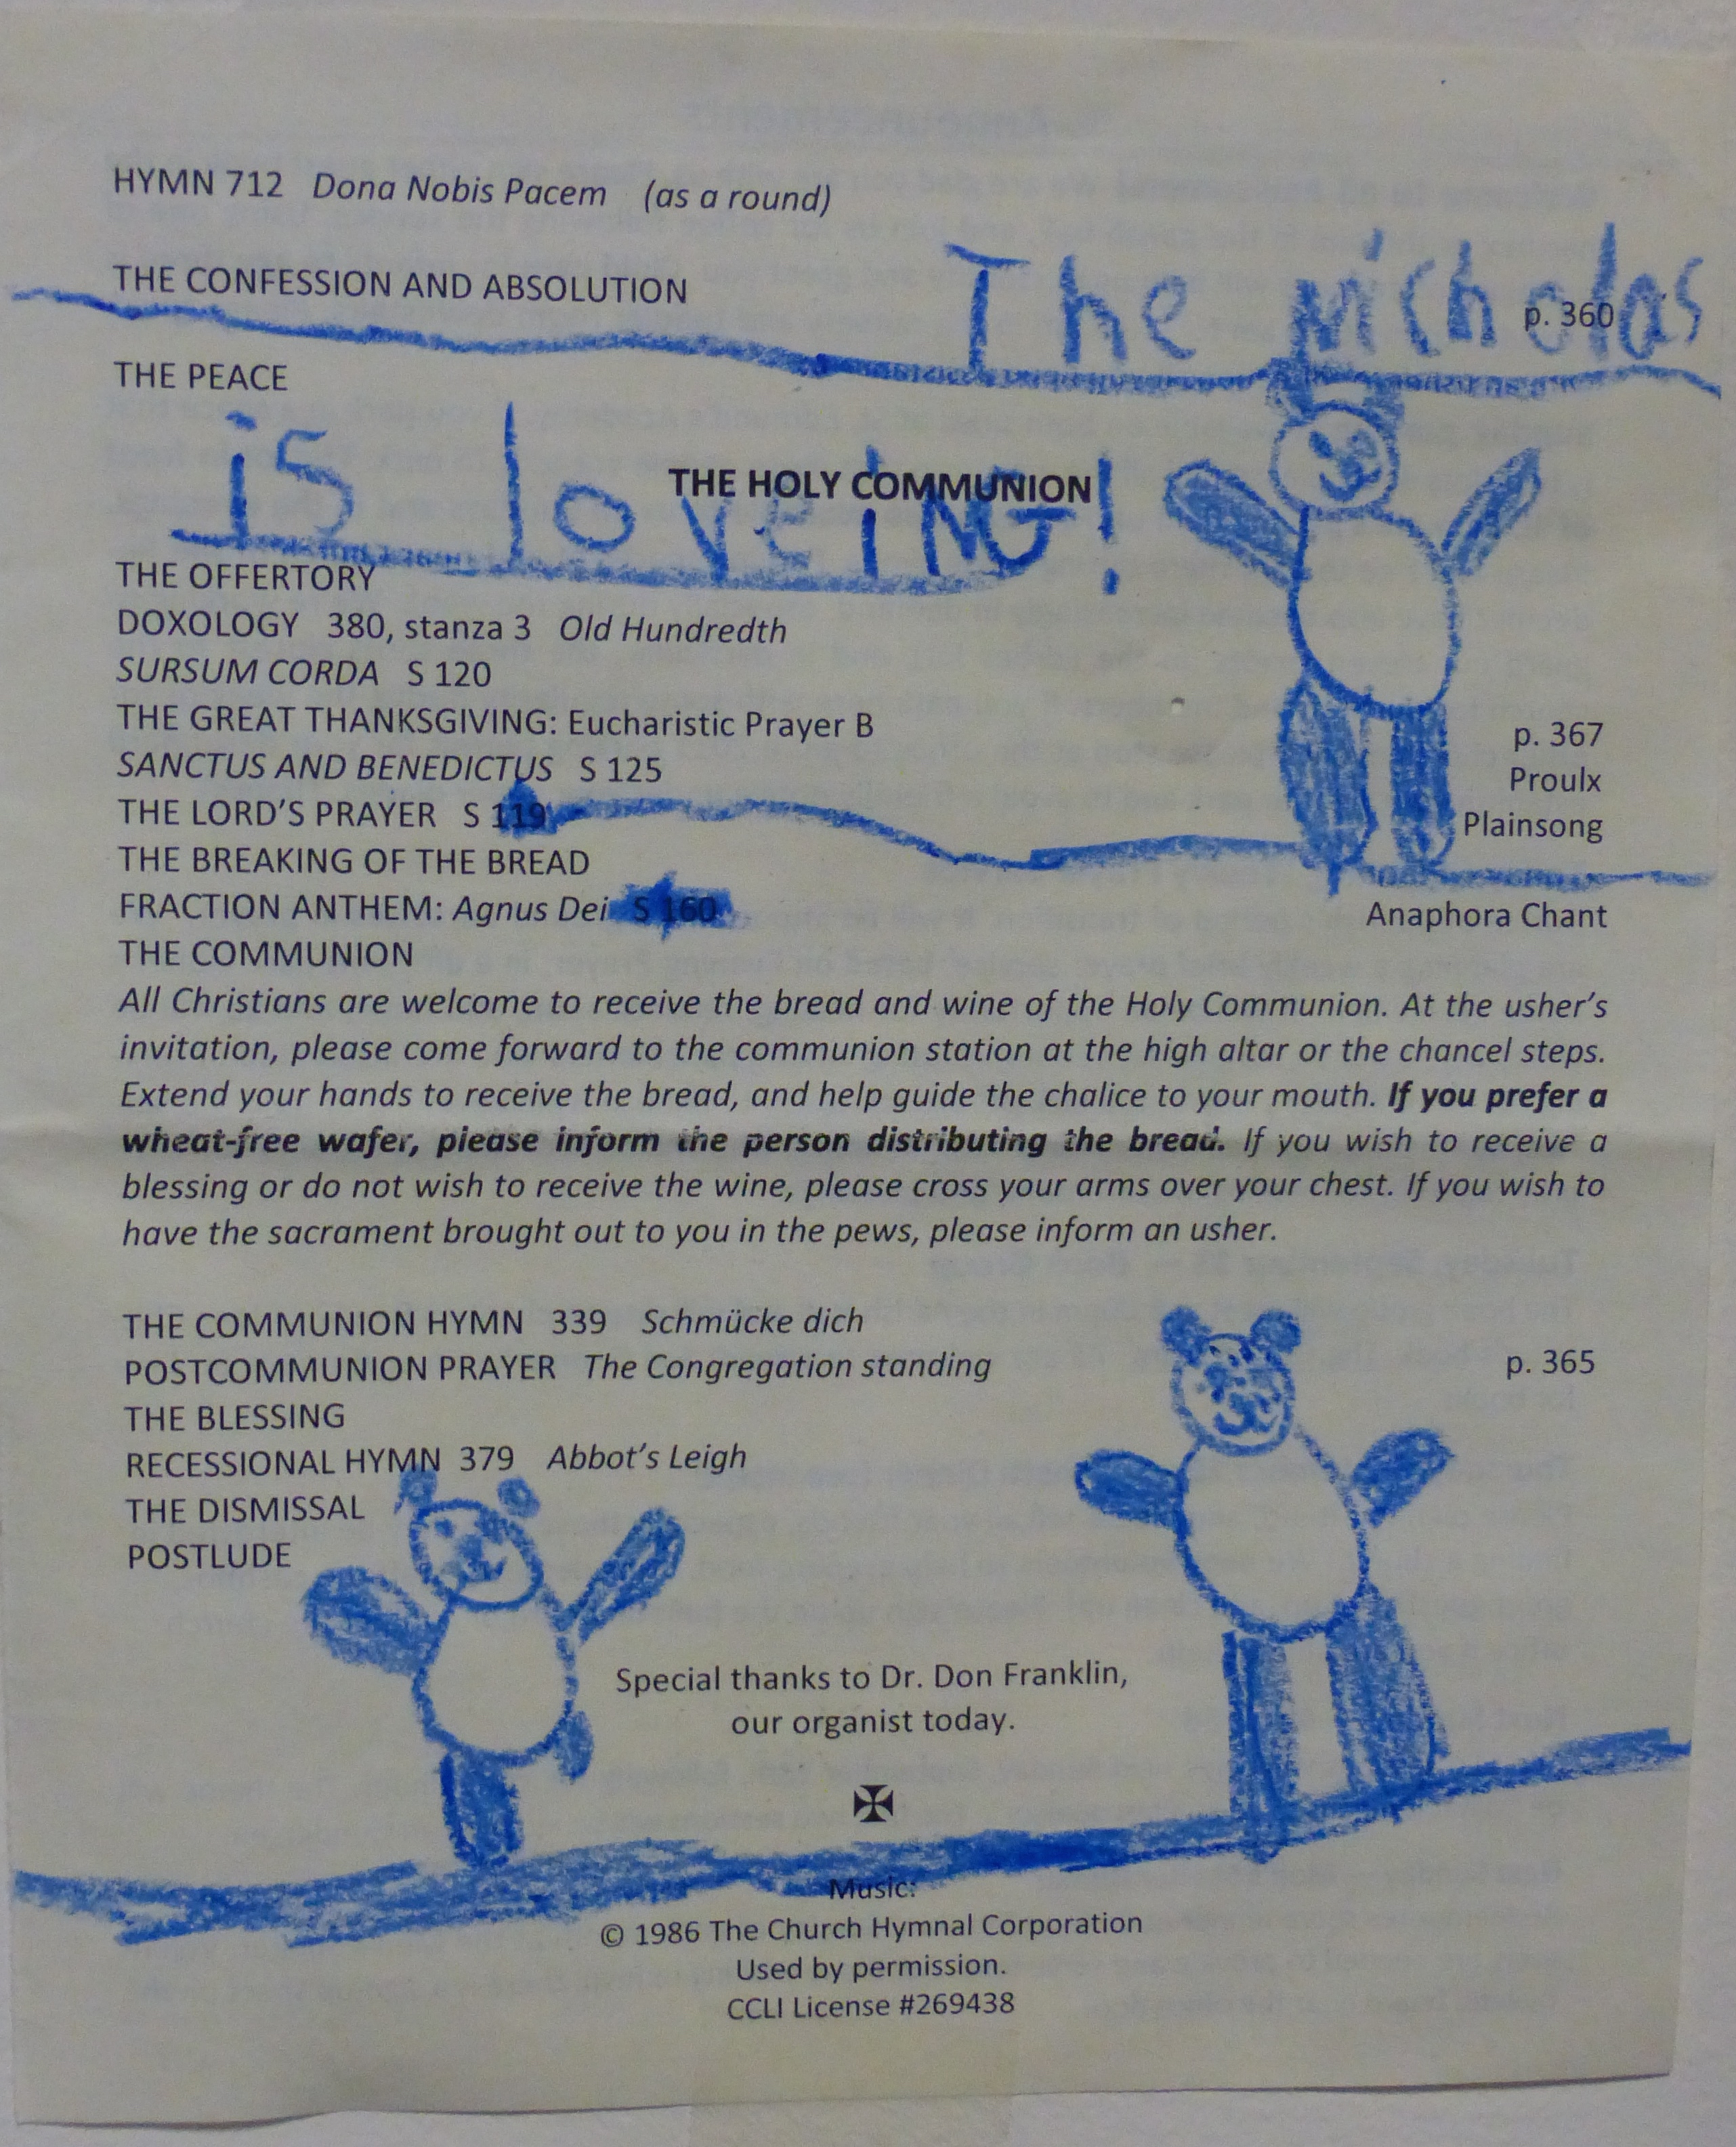 HYMN 712 Dona Nobis Pacem (as a round)
The nicholas
THE CONFESSION AND ABSOLUTION p. 360
THE PEACE
is loveiNG!
THE HOLY COMMUNION
THE OFFERTORY
DOXOLOGY 380, stanza 3 Old Hundredth
SURSUM CORDA S 120
THE GREAT THANKSGIVING: Eucharistic Prayer B p. 367
SANCTUS AND BENEDICTUS S 125 Proulx
THE LORD'S PRAYER S 119 Plainsong
THE BREAKING OF THE BREAD
FRACTION ANTHEM: Agnus Dei S 160 Anaphora Chant
THE COMMUNION
All Christians are welcome to receive the bread and wine of the Holy Communion. At the usher's
invitation, please come forward to the communion station at the high altar or the chancel steps.
Extend your hands to receive the bread, and help guide the chalice to your mouth. If you prefer a
wheat-free wafer, please inform the person distributing the bread. If you wish to receive a
blessing or do not wish to receive the wine, please cross your arms over your chest. If you wish to
have the sacrament brought out to you in the pews, please inform an usher.
THE COMMUNION HYMN 339 Schmücke dich
POSTCOMMUNION PRAYER The Congregation standing p. 365
THE BLESSING
RECESSIONAL HYMN 379 Abbot's Leigh
THE DISMISSAL
POSTLUDE
Special thanks to Dr. Don Franklin,
our organist today.
Music:
© 1986 The Church Hymnal Corporation
Used by permission.
CCLI License #269438